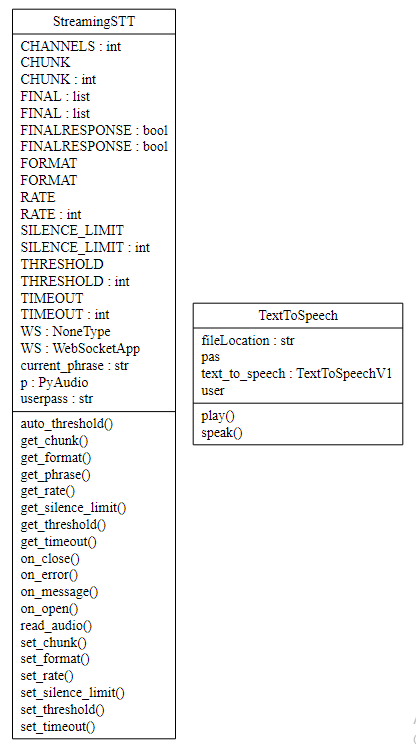 StreamingSTT
CHANNELS : int
CHUNK
CHUNK : int
FINAL : list
FINAL : list
FINALRESPONSE : bool
FINALRESPONSE : bool
FORMAT
FORMAT
RATE
RATE : int
SILENCE_LIMIT
SILENCE_LIMIT : int
THRESHOLD
THRESHOLD : int
TIMEOUT
TIMEOUT : int
WS : NoneType
WS : WebSocketApp
current_phrase : str
p : PyAudio
userpass : str
auto_threshold()
get_chunk()
get_format()
get_phrase()
get_rate()
get_silence_limit()
get_threshold()
get_timeout()
on_close()
on_error()
on_message()
on_open()
read_audio()
set_chunk()
set_format()
set_rate()
set_silence_limit()
set_threshold()
set_timeout()
TextToSpeech
fileLocation : str
pas
text_to_speech : TextToSpeechV1
user
play()
speak()